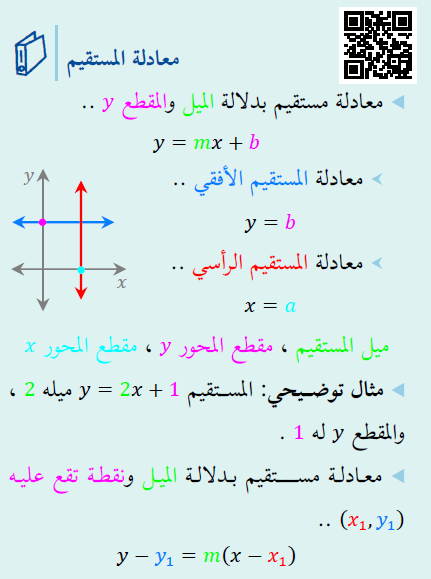 معادلة المستقيم
معادلة مستقيم بدلالة الميل والمقطع y ..
y = mx + b
معادلة المستقيم الأفقي ..
y = b
معادلة المستقيم الرأسي ..
x = a
y
x
ميل المستقيم ، مقطع المحور y ، مقطع المحور x
مثال توضيحي: المستقيم y = 2x + 1 ميله 2 ،
والمقطع y له 1 .
معادلة مستقيم بدلالة الميل ونقطة تقع عليه
(x₁, y₁) ..
y − y₁ = m(x − x₁)